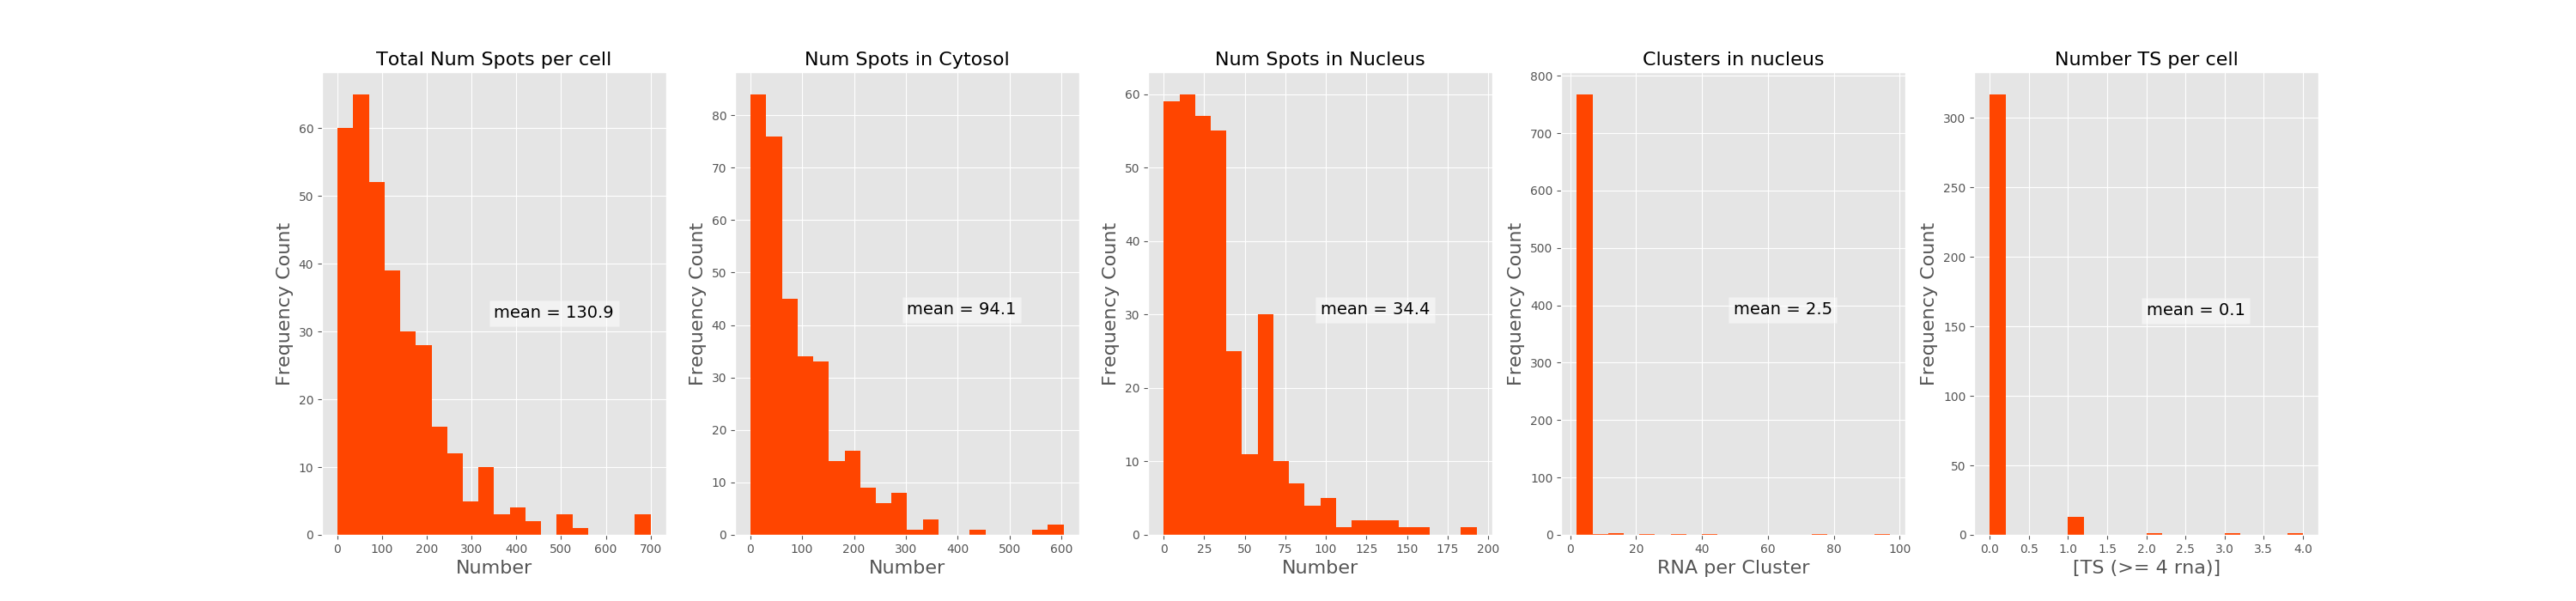 Total Num Spots per cell
Frequency Count
60
50
40
30
20
10
0
mean = 130.9
0 100 200 300 400 500 600 700
Number
Num Spots in Cytosol
Frequency Count
80
70
60
50
40
30
20
10
0
mean = 94.1
0 100 200 300 400 500 600
Number
Num Spots in Nucleus
Frequency Count
60
50
40
30
20
10
0
mean = 34.4
0 25 50 75 100 125 150 175 200
Number
Clusters in nucleus
Frequency Count
800
700
600
500
400
300
200
100
0
mean = 2.5
0 20 40 60 80 100
RNA per Cluster
Number TS per cell
Frequency Count
300
250
200
150
100
50
0
mean = 0.1
0.0 0.5 1.0 1.5 2.0 2.5 3.0 3.5 4.0
[TS (>= 4 rna)]